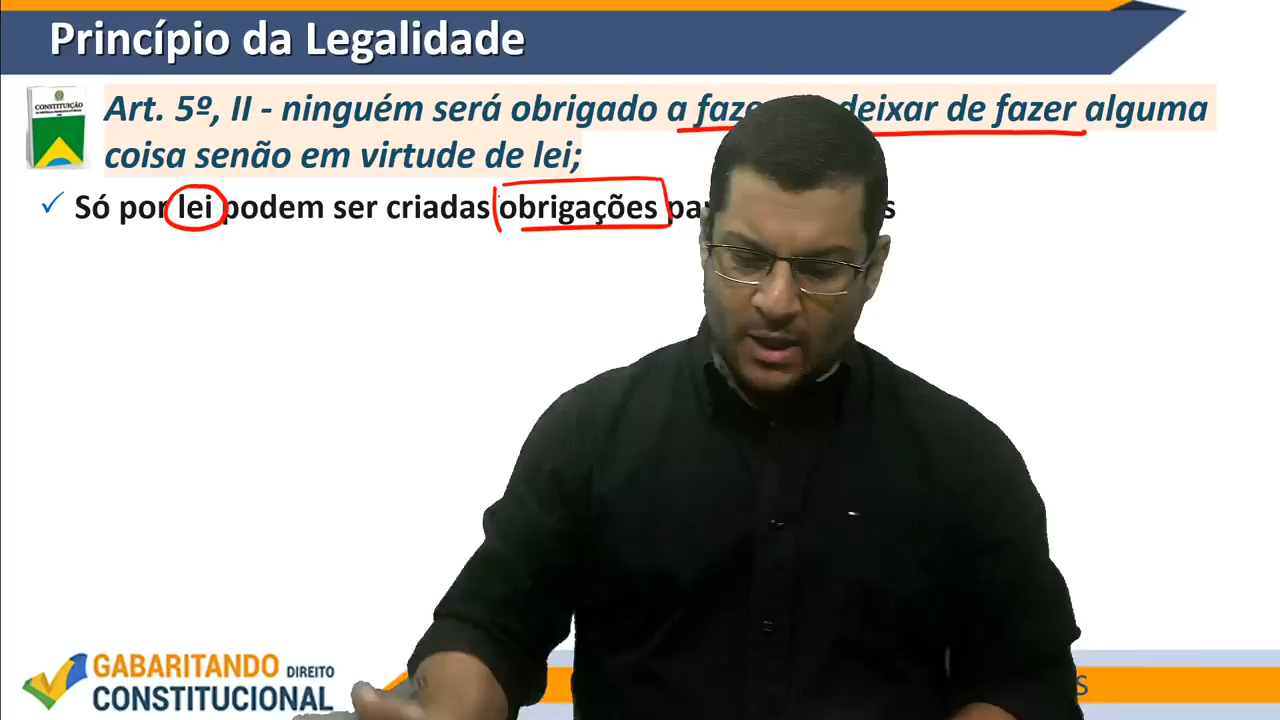 Princípio da Legalidade
CONSTITUIÇÃO
Art. 5º, II - ninguém será obrigado a deixar de fazer alguma
coisa senão em virtude de lei;
Só por lei podem ser criadas obrigações
GABARITANDO DIREITO
CONSTITUCIONAL